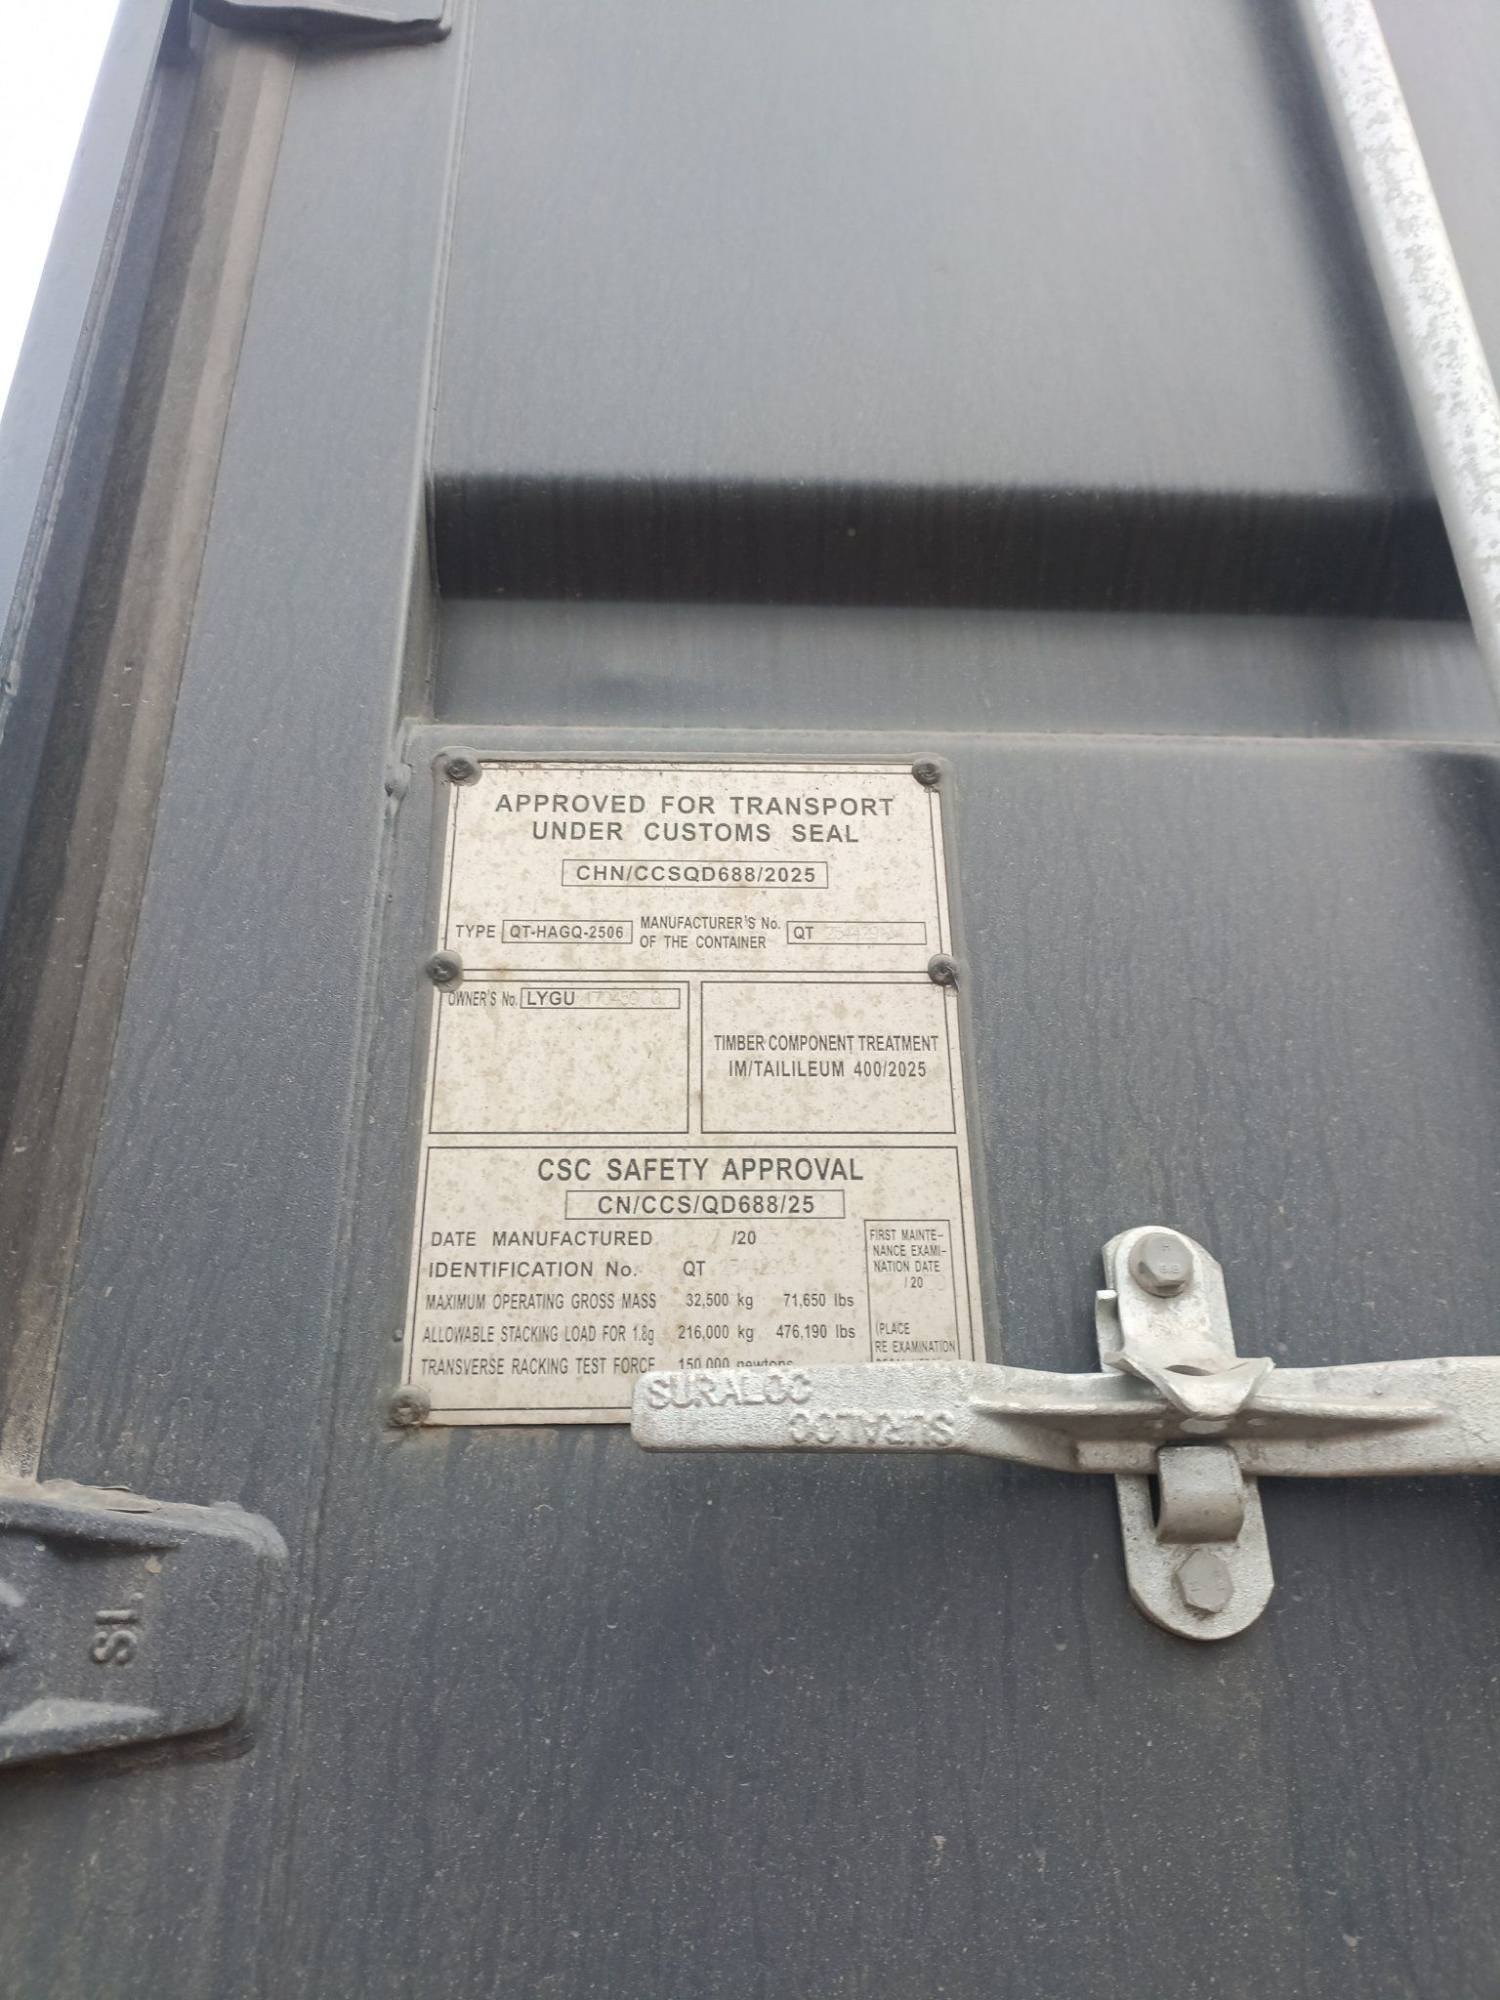 APPROVED FOR TRANSPORT
UNDER CUSTOMS SEAL
CHN/CCSQD688/2025
TYPE QT-HAGQ-2506 MANUFACTURER'S No. OF THE CONTAINER QT
OWNER'S No. LYGU
TIMBER COMPONENT TREATMENT
IM/TAILILEUM 400/2025
CSC SAFETY APPROVAL
CN/CCS/QD688/25
DATE MANUFACTURED /20
IDENTIFICATION No. QT
MAXIMUM OPERATING GROSS MASS 32,500 kg 71,650 lbs
ALLOWABLE STACKING LOAD FOR 1.8g 216,000 kg 476,190 lbs
TRANSVERSE RACKING TEST FORCE 150,000 newtons
FIRST MAINTE-
NANCE EXAMI-
NATION DATE
/20
(PLACE
RE EXAMINATION
SURALCC
SURALCC
SI.